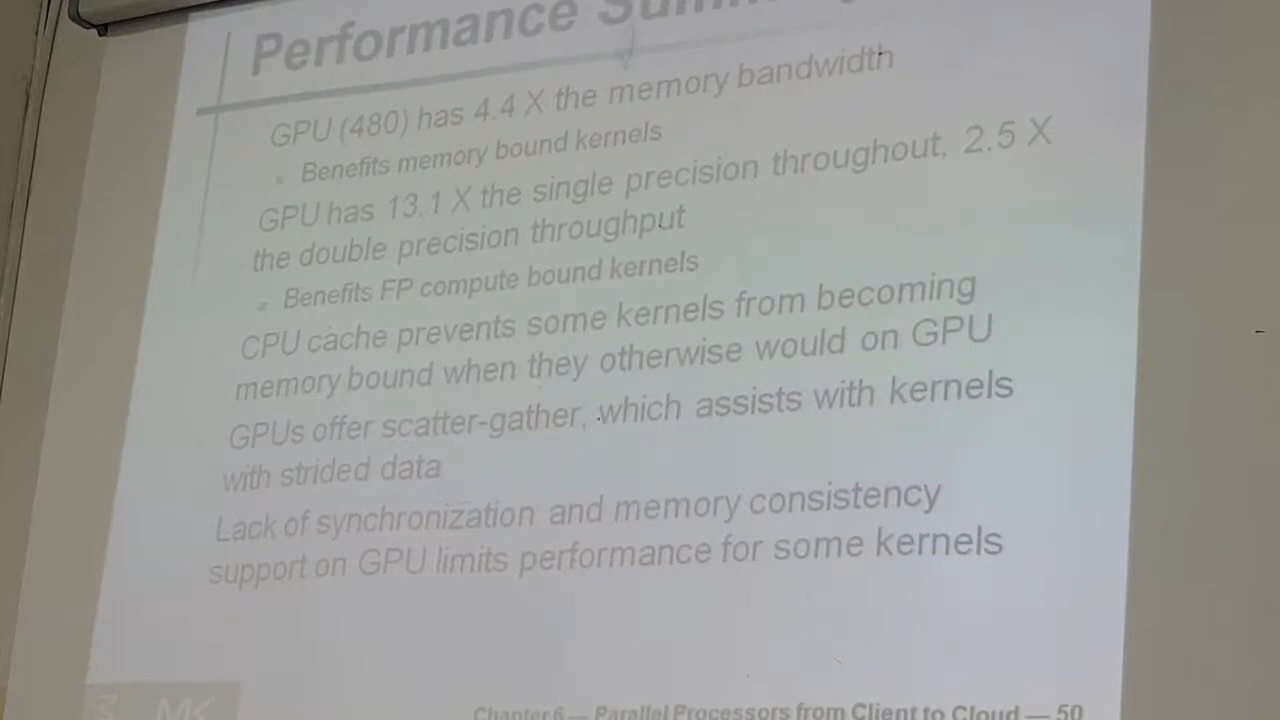 Performance Summary
GPU (480) has 4.4 X the memory bandwidth
Benefits memory bound kernels
GPU has 13.1 X the single precision throughout, 2.5 X
the double precision throughput
Benefits FP compute bound kernels
CPU cache prevents some kernels from becoming
memory bound when they otherwise would on GPU
GPUs offer scatter-gather, which assists with kernels
with strided data
Lack of synchronization and memory consistency
support on GPU limits performance for some kernels
MK
Chapter 6 — Parallel Processors from Client to Cloud — 50